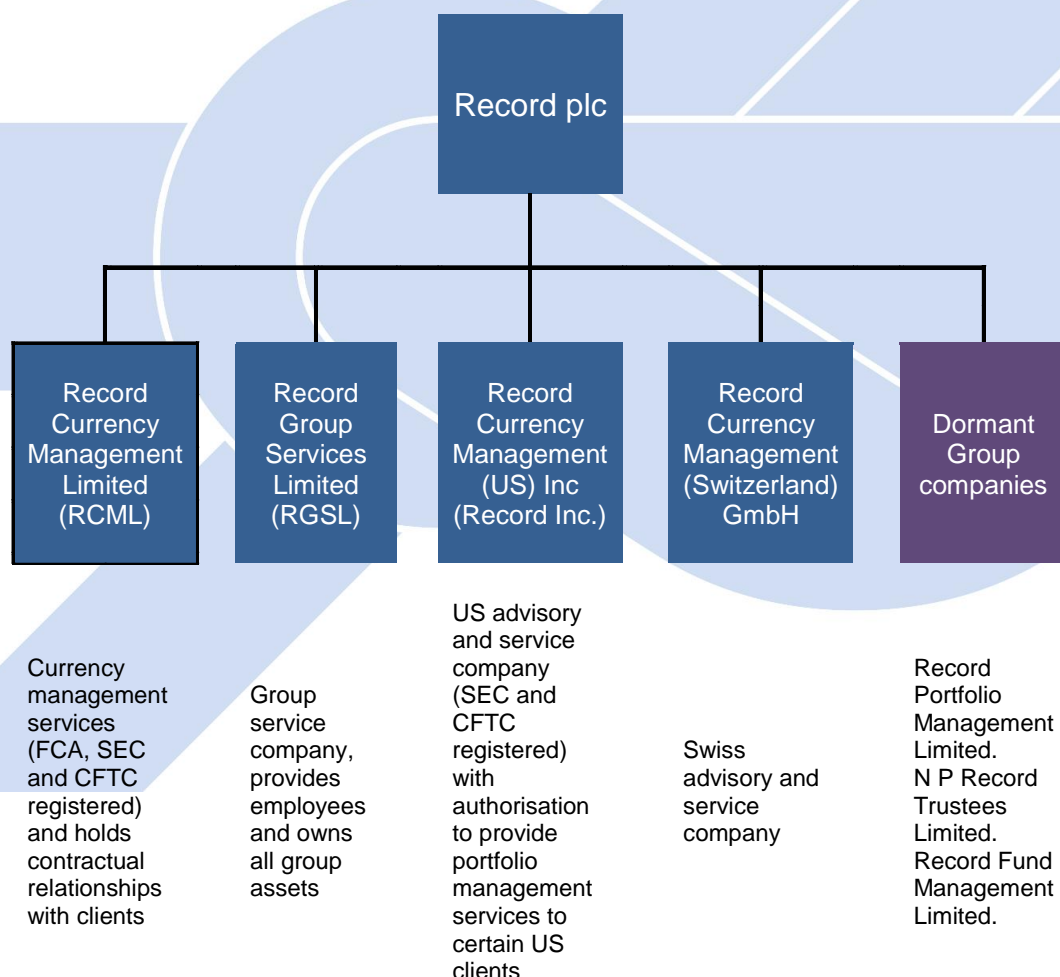 Record plc
Record
Currency
Management
Limited
(RCML)
Record
Group
Services
Limited
(RGSL)
Record
Currency
Management
(US) Inc
(Record Inc.)
Record
Currency
Management
(Switzerland)
GmbH
Dormant
Group
companies
Currency
management
services
(FCA, SEC
and CFTC
registered)
and holds
contractual
relationships
with clients
Group
service
company,
provides
employees
and owns
all group
assets
US advisory
and service
company
(SEC and
CFTC
registered)
with
authorisation
to provide
portfolio
management
services to
certain US
clients
Swiss
advisory and
service
company
Record
Portfolio
Management
Limited.
N P Record
Trustees
Limited.
Record Fund
Management
Limited.